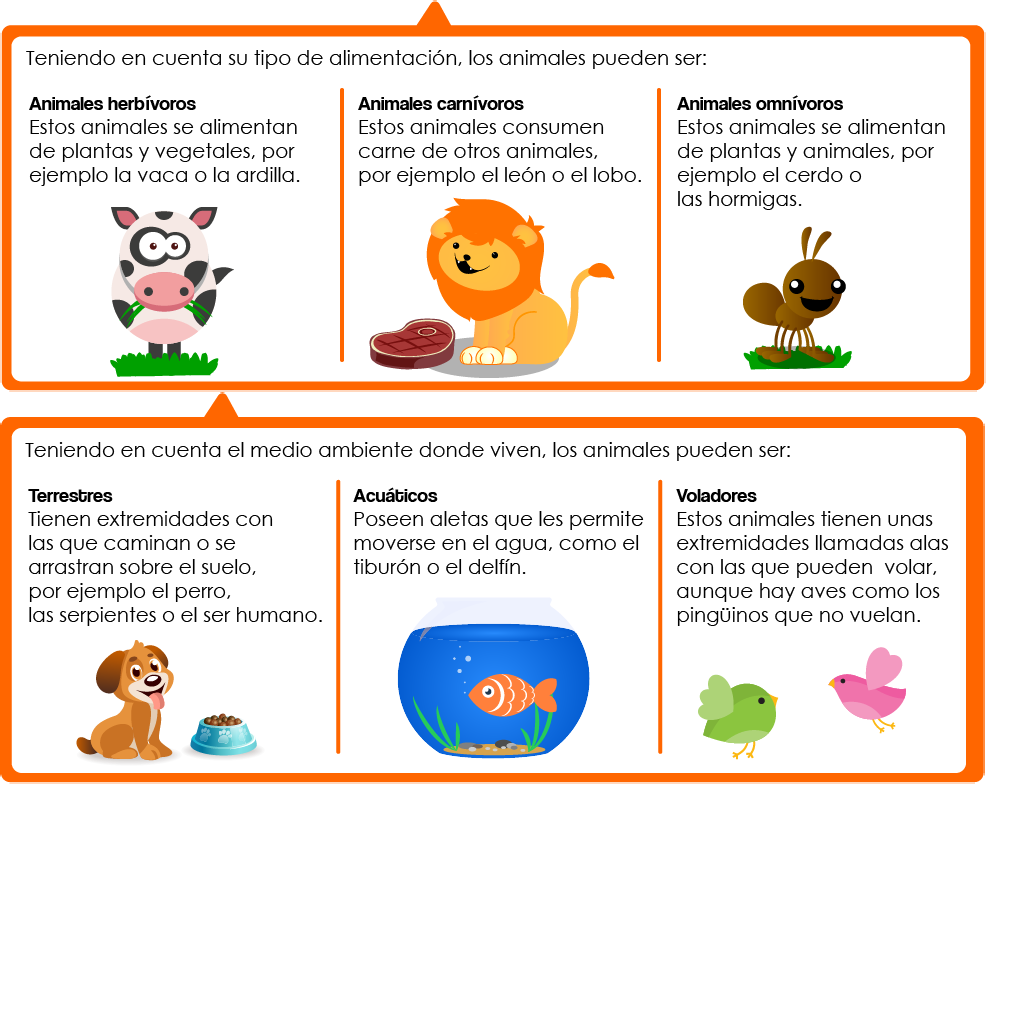 Teniendo en cuenta su tipo de alimentación, los animales pueden ser:
Animales herbívoros
Estos animales se alimentan
de plantas y vegetales, por
ejemplo la vaca o la ardilla.
Animales carnívoros
Estos animales consumen
carne de otros animales,
por ejemplo el león o el lobo.
Animales omnívoros
Estos animales se alimentan
de plantas y animales, por
ejemplo el cerdo o
las hormigas.
Teniendo en cuenta el medio ambiente donde viven, los animales pueden ser:
Terrestres
Tienen extremidades con
las que caminan o se
arrastran sobre el suelo,
por ejemplo el perro,
las serpientes o el ser humano.
Acuáticos
Poseen aletas que les permite
moverse en el agua, como el
tiburón o el delfín.
Voladores
Estos animales tienen unas
extremidades llamadas alas
con las que pueden  volar,
aunque hay aves como los
pingüinos que no vuelan.